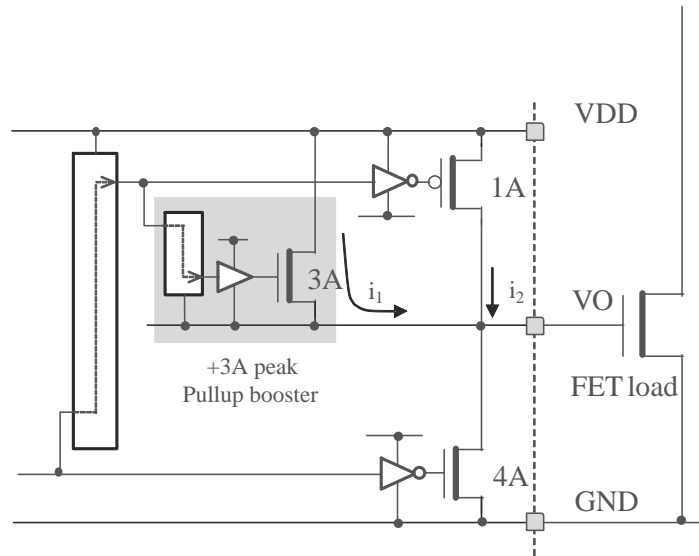 VDD
1A
3A
i₁
i₂
VO
+3A peak
Pullup booster
FET load
4A
GND